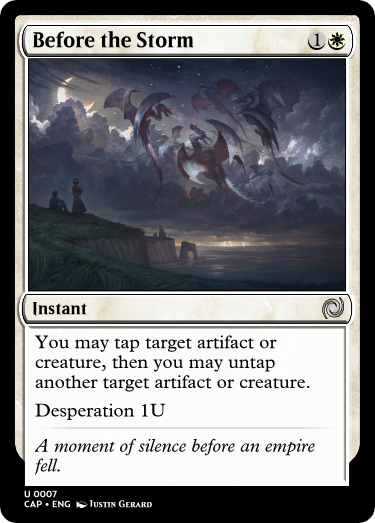 Before the Storm 1
Instant
You may tap target artifact or
creature, then you may untap
another target artifact or creature.
Desperation 1U
A moment of silence before an empire
fell.
U 0007
CAP • ENG Justin Gerard